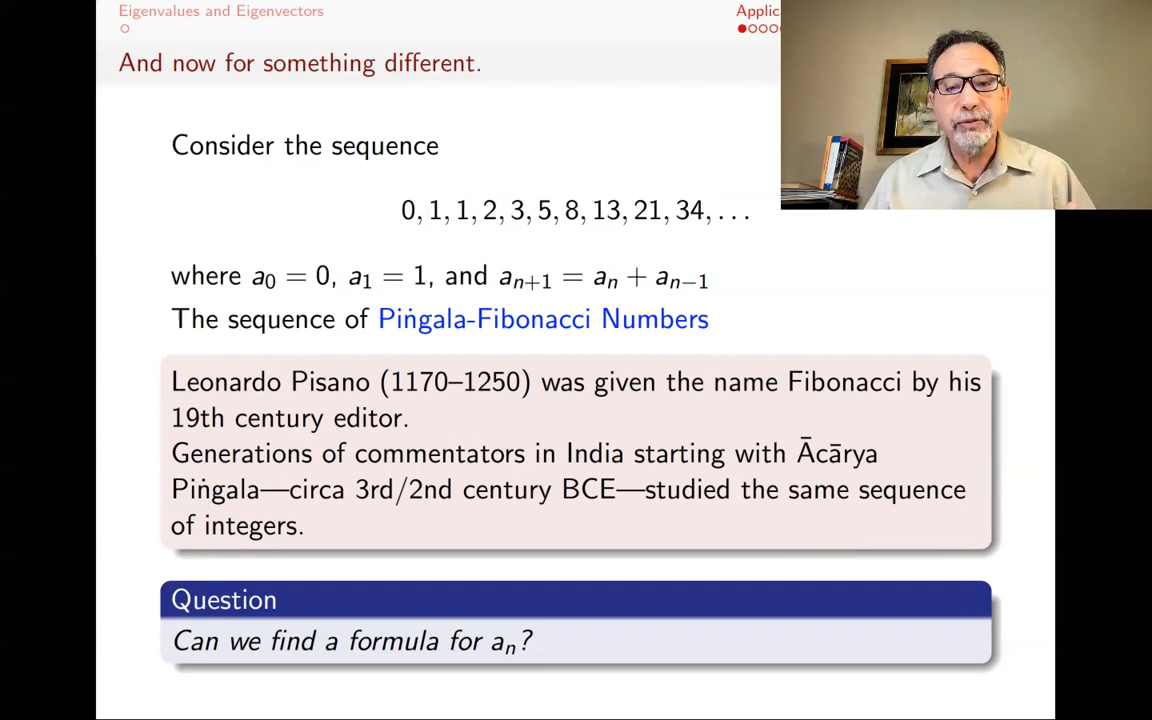 Eigenvalues and Eigenvectors
Applic
And now for something different.
Consider the sequence
0, 1, 1, 2, 3, 5, 8, 13, 21, 34, . . .
where a₀ = 0, a₁ = 1, and aₙ₊₁ = aₙ + aₙ₋₁
The sequence of Piṅgala-Fibonacci Numbers
Leonardo Pisano (1170–1250) was given the name Fibonacci by his
19th century editor.
Generations of commentators in India starting with Ācārya
Piṅgala—circa 3rd/2nd century BCE—studied the same sequence
of integers.
Question
Can we find a formula for aₙ?